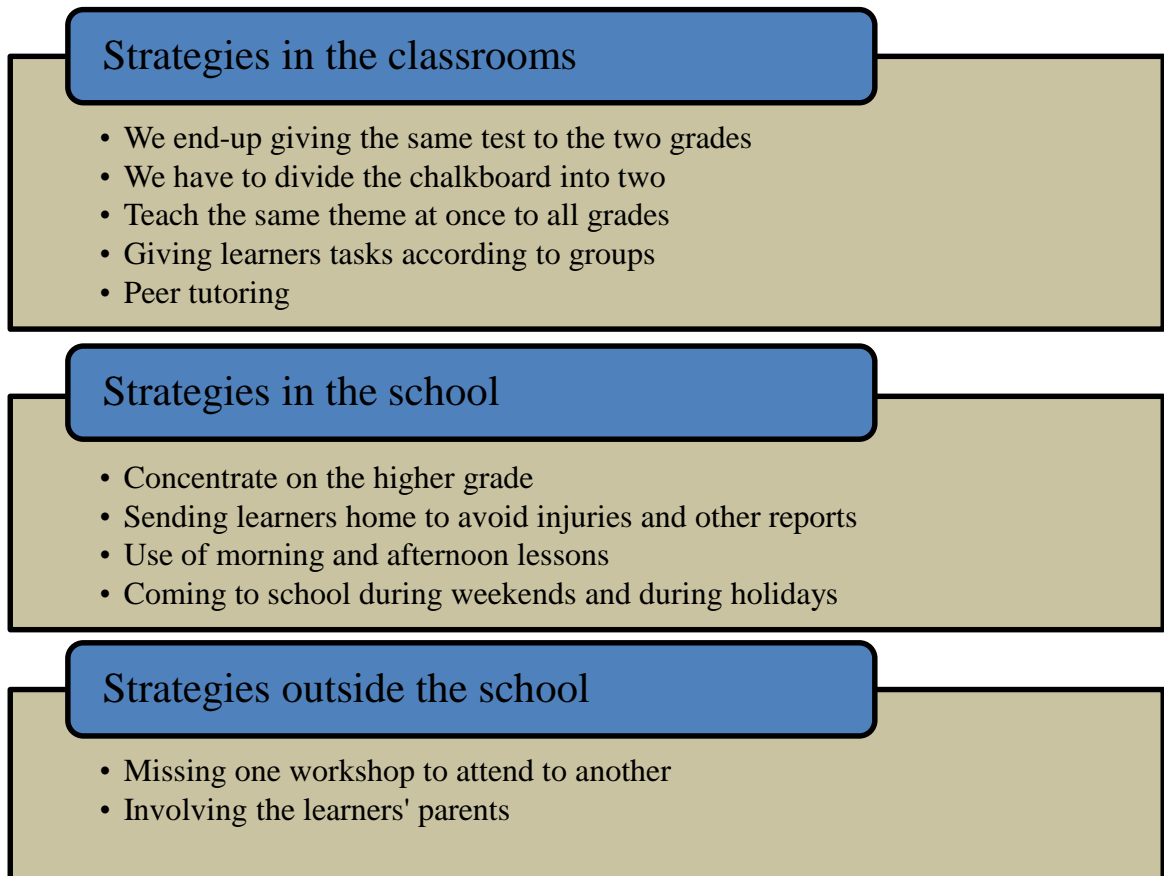 Strategies in the classrooms
• We end-up giving the same test to the two grades
• We have to divide the chalkboard into two
• Teach the same theme at once to all grades
• Giving learners tasks according to groups
• Peer tutoring
Strategies in the school
• Concentrate on the higher grade
• Sending learners home to avoid injuries and other reports
• Use of morning and afternoon lessons
• Coming to school during weekends and during holidays
Strategies outside the school
• Missing one workshop to attend to another
• Involving the learners' parents